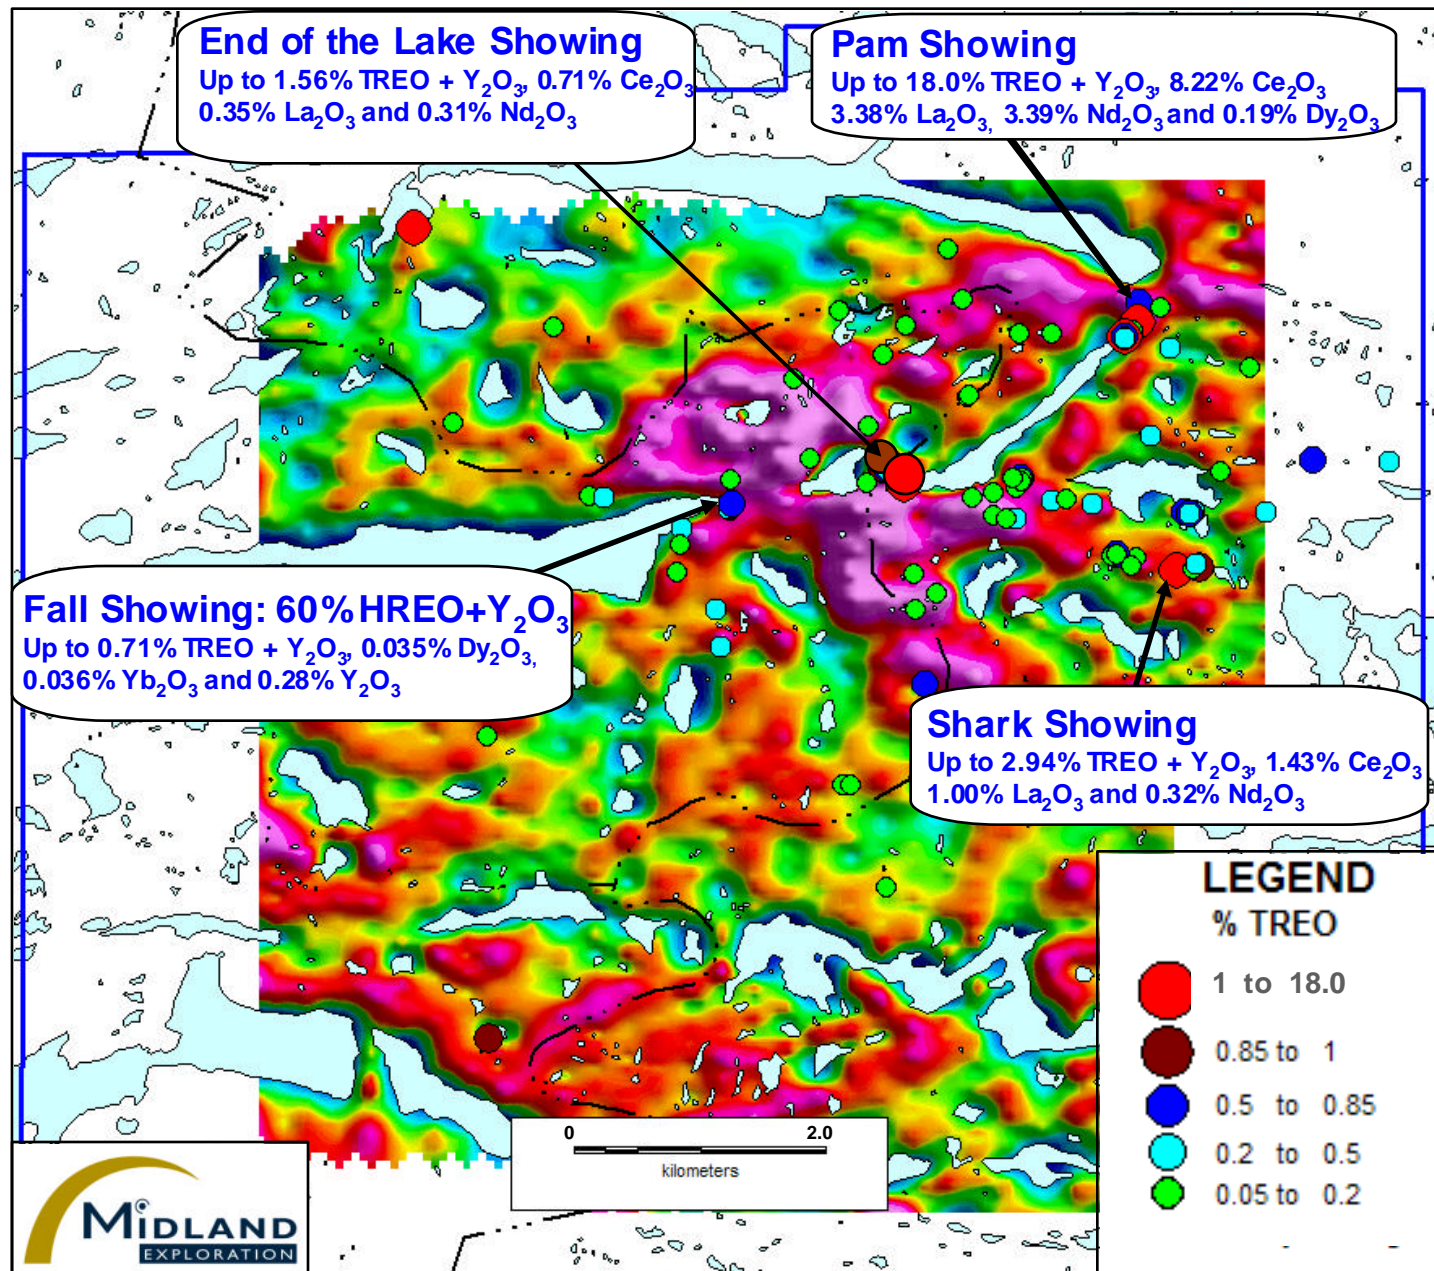 End of the Lake Showing
Up to 1.56% TREO + Y₂O₃, 0.71% Ce₂O₃
0.35% La₂O₃ and 0.31% Nd₂O₃
Pam Showing
Up to 18.0% TREO + Y₂O₃, 8.22% Ce₂O₃
3.38% La₂O₃, 3.39% Nd₂O₃ and 0.19% Dy₂O₃
Fall Showing: 60% HREO+Y₂O₃
Up to 0.71% TREO + Y₂O₃, 0.035% Dy₂O₃,
0.036% Yb₂O₃ and 0.28% Y₂O₃
Shark Showing
Up to 2.94% TREO + Y₂O₃, 1.43% Ce₂O₃
1.00% La₂O₃ and 0.32% Nd₂O₃
LEGEND
% TREO
1 to 18.0
0.85 to 1
0.5 to 0.85
0.2 to 0.5
0.05 to 0.2
0 2.0
kilometers
MIDLAND
EXPLORATION